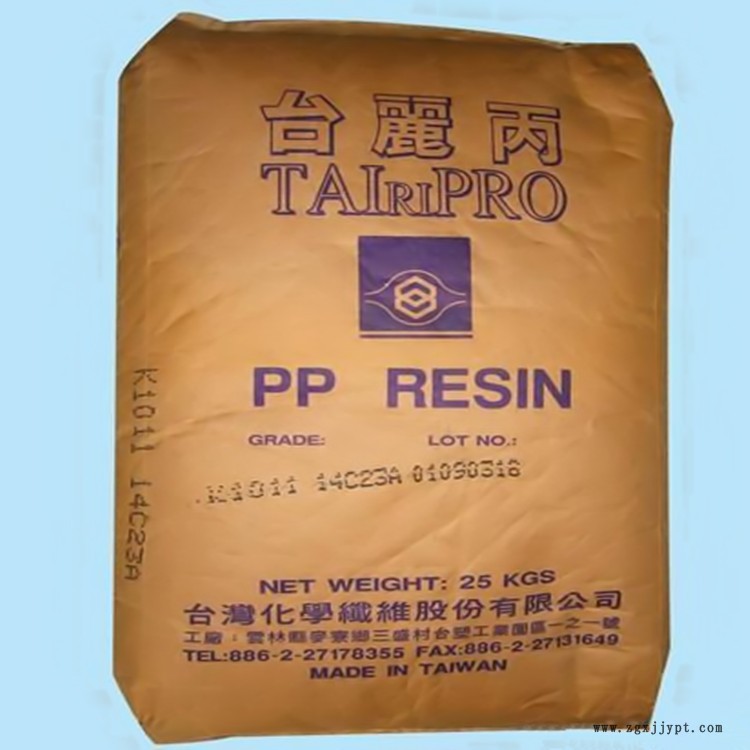 台麗丙
TAIRIPRO
PP RESIN
GRADE: LOT NO.:
K1011 14C23A 01090318
K1011 14C23A
NET WEIGHT: 25 KGS
台灣化學纖維股份有限公司
工廠：雲林縣麥寮鄉三盛村台塑工業園區一之一號
TEL:886-2-27178355 FAX:886-2-27131649
MADE IN TAIWAN
www.zgxjjypt.com